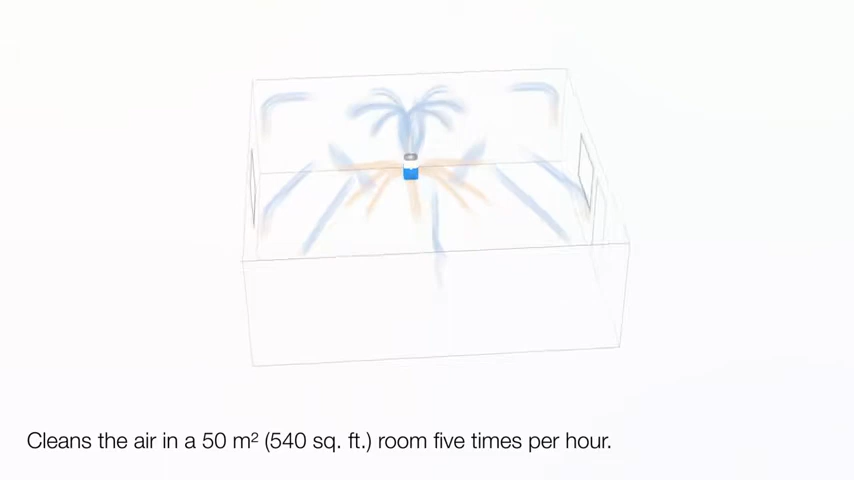 Cleans the air in a 50 m² (540 sq. ft.) room five times per hour.